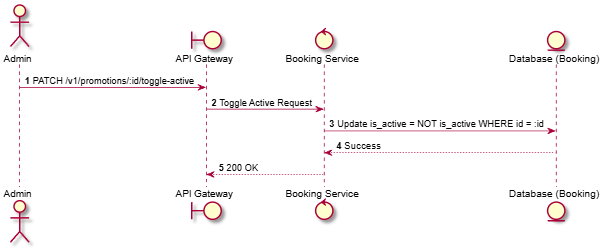 Admin
API Gateway
Booking Service
Database (Booking)
1 PATCH /v1/promotions/:id/toggle-active
2 Toggle Active Request
3 Update is_active = NOT is_active WHERE id = :id
4 Success
5 200 OK
Admin
API Gateway
Booking Service
Database (Booking)